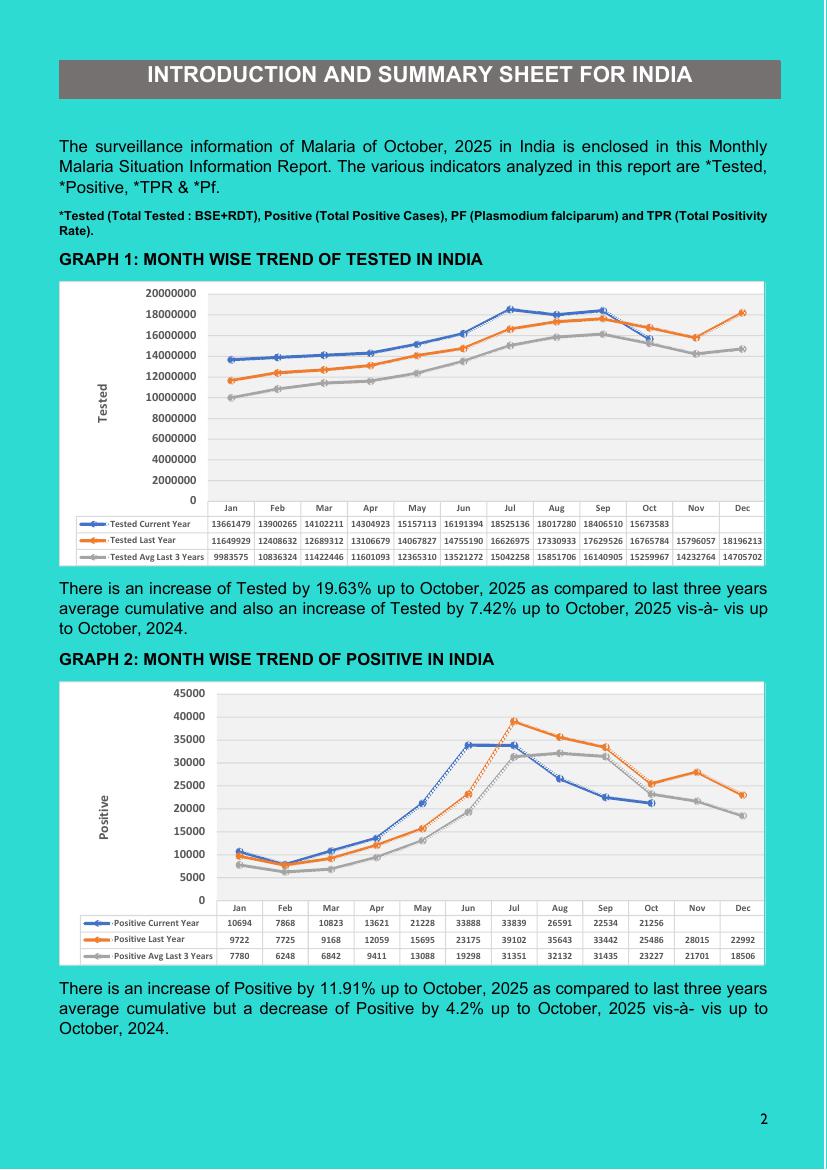 INTRODUCTION AND SUMMARY SHEET FOR INDIA
The surveillance information of Malaria of October, 2025 in India is enclosed in this Monthly
Malaria Situation Information Report. The various indicators analyzed in this report are *Tested,
*Positive, *TPR & *Pf.
*Tested (Total Tested : BSE+RDT), Positive (Total Positive Cases), PF (Plasmodium falciparum) and TPR (Total Positivity
Rate).
GRAPH 1: MONTH WISE TREND OF TESTED IN INDIA
20000000
18000000
16000000
14000000
12000000
10000000
8000000
6000000
4000000
2000000
0
Tested
Jan Feb Mar Apr May Jun Jul Aug Sep Oct Nov Dec
Tested Current Year 13661479 13900265 14102211 14304923 15157113 16191394 18525136 18017280 18406510 15673583
Tested Last Year 11649929 12408632 12689312 13106679 14067827 14755190 16626975 17330933 17629526 16765784 15796057 18196213
Tested Avg Last 3 Years 9983575 10836324 11422446 11601093 12365310 13521272 15042258 15851706 16140905 15259967 14232764 14705702
There is an increase of Tested by 19.63% up to October, 2025 as compared to last three years
average cumulative and also an increase of Tested by 7.42% up to October, 2025 vis-à- vis up
to October, 2024.
GRAPH 2: MONTH WISE TREND OF POSITIVE IN INDIA
45000
40000
35000
30000
25000
20000
15000
10000
5000
0
Positive
Jan Feb Mar Apr May Jun Jul Aug Sep Oct Nov Dec
Positive Current Year 10694 7868 10823 13621 21228 33888 33839 26591 22534 21256
Positive Last Year 9722 7725 9168 12059 15695 23175 39102 35643 33442 25486 28015 22992
Positive Avg Last 3 Years 7780 6248 6842 9411 13088 19298 31351 32132 31435 23227 21701 18506
There is an increase of Positive by 11.91% up to October, 2025 as compared to last three years
average cumulative but a decrease of Positive by 4.2% up to October, 2025 vis-à- vis up to
October, 2024.
2